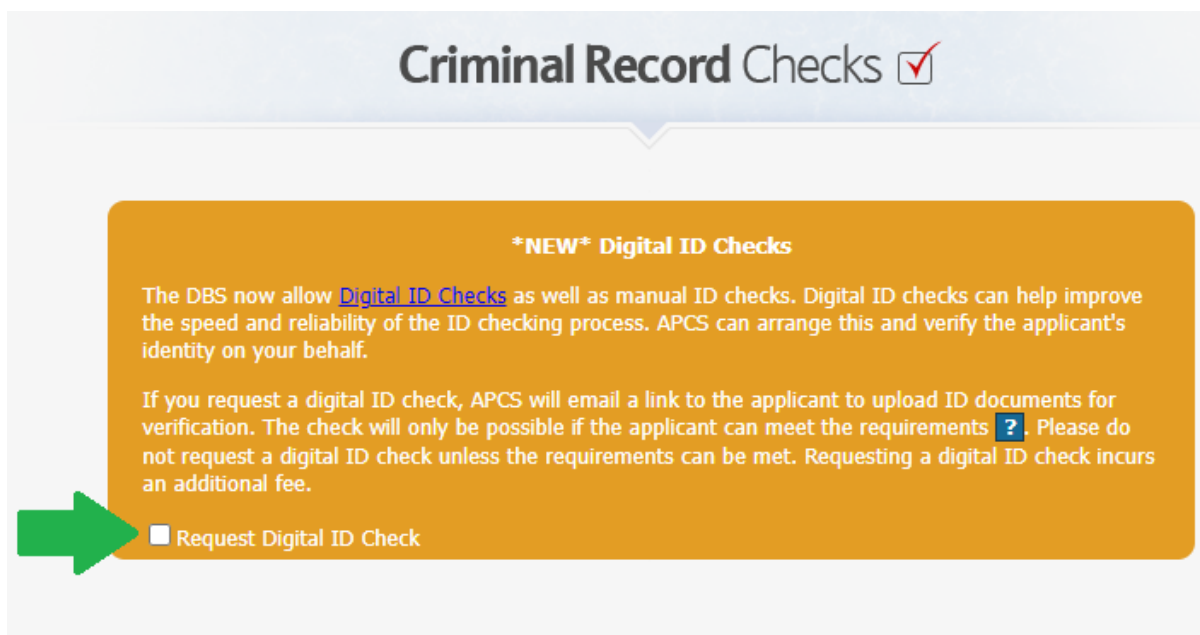 Criminal Record Checks
*NEW* Digital ID Checks
The DBS now allow Digital ID Checks as well as manual ID checks. Digital ID checks can help improve
the speed and reliability of the ID checking process. APCS can arrange this and verify the applicant's
identity on your behalf.
If you request a digital ID check, APCS will email a link to the applicant to upload ID documents for
verification. The check will only be possible if the applicant can meet the requirements ?. Please do
not request a digital ID check unless the requirements can be met. Requesting a digital ID check incurs
an additional fee.
Request Digital ID Check